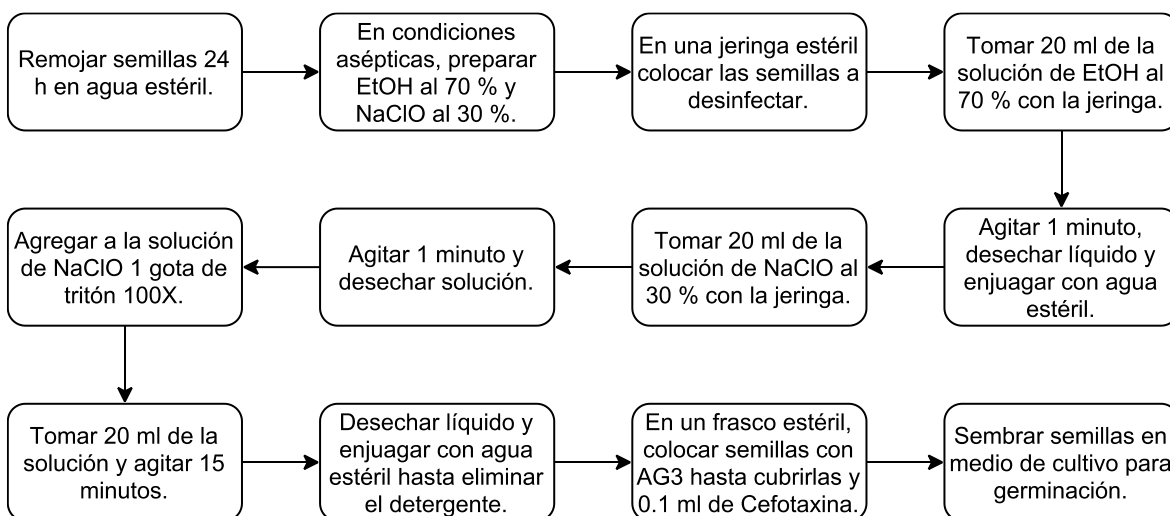 Remojar semillas 24
h en agua estéril.
En condiciones
asépticas, preparar
EtOH al 70 % y
NaClO al 30 %.
En una jeringa estéril
colocar las semillas a
desinfectar.
Tomar 20 ml de la
solución de EtOH al
70 % con la jeringa.
Agitar 1 minuto,
desechar líquido y
enjuagar con agua
estéril.
Tomar 20 ml de la
solución de NaClO al
30 % con la jeringa.
Agitar 1 minuto y
desechar solución.
Agregar a la solución
de NaClO 1 gota de
tritón 100X.
Tomar 20 ml de la
solución y agitar 15
minutos.
Desechar líquido y
enjuagar con agua
estéril hasta eliminar
el detergente.
En un frasco estéril,
colocar semillas con
AG3 hasta cubrirlas y
0.1 ml de Cefotaxina.
Sembrar semillas en
medio de cultivo para
germinación.